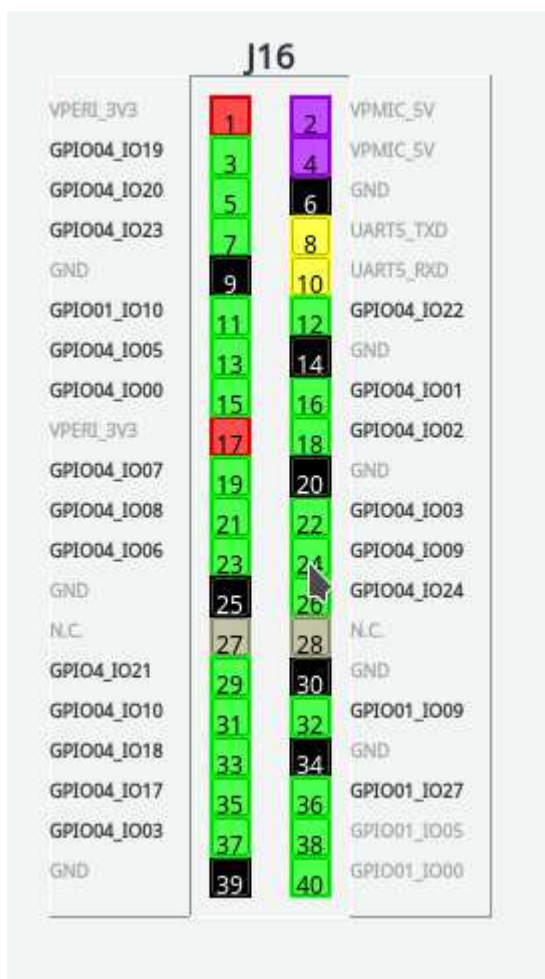 J16
VPERI_3V3 1 2 VPMIC_5V
GPIO04_IO19 3 4 VPMIC_5V
GPIO04_IO20 5 6 GND
GPIO04_IO23 7 8 UART5_TXD
GND 9 10 UART5_RXD
GPIO01_IO10 11 12 GPIO04_IO22
GPIO04_IO05 13 14 GND
GPIO04_IO00 15 16 GPIO04_IO01
VPERI_3V3 17 18 GPIO04_IO02
GPIO04_IO07 19 20 GND
GPIO04_IO08 21 22 GPIO04_IO03
GPIO04_IO06 23 24 GPIO04_IO09
GND 25 26 GPIO04_IO24
N.C. 27 28 N.C.
GPIO4_IO21 29 30 GND
GPIO04_IO10 31 32 GPIO01_IO09
GPIO04_IO18 33 34 GND
GPIO04_IO17 35 36 GPIO01_IO27
GPIO04_IO03 37 38 GPIO01_IO05
GND 39 40 GPIO01_IO00